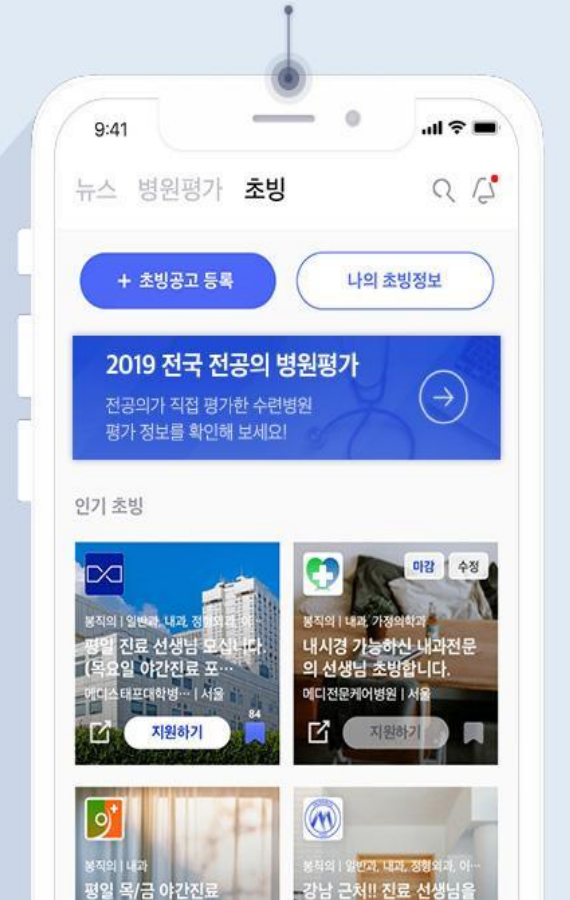 9:41
뉴스 병원평가 초빙
+ 초빙공고 등록
나의 초빙정보
2019 전국 전공의 병원평가
전공의가 직접 평가한 수련병원
평가 정보를 확인해 보세요!
인기 초빙
봉직의 | 일반과, 내과, 정형외과, 이…
평일 진료 선생님 모십니다.
(목요일 야간진료 포…
메디스태프대학병… | 서울
84
지원하기
마감 수정
봉직의 | 내과, 가정의학과
내시경 가능하신 내과전문
의 선생님 초빙합니다.
메디전문케어병원 | 서울
지원하기
봉직의 | 내과
평일 목/금 야간진료
봉직의 | 일반과, 내과, 정형외과, 이…
강남 근처!! 진료 선생님을